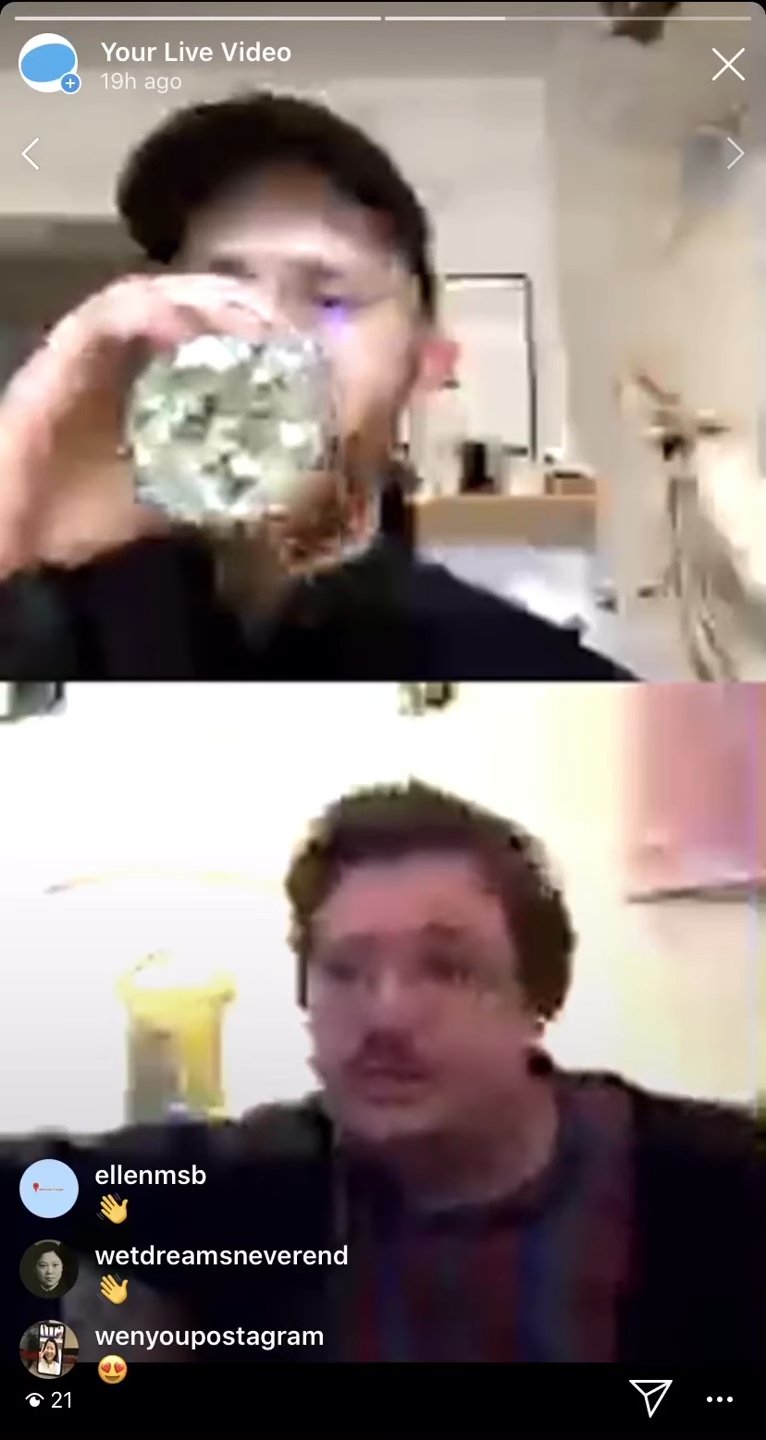 Your Live Video
19h ago
ellenmsb
👋
wetdreamsneverend
👋
wenyoupostagram
😍
21